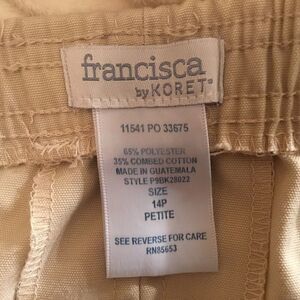 francisca
by KORET®
11541 PO 33675
65% POLYESTER
35% COMBED COTTON
MADE IN GUATEMALA
STYLE P9BK28022
SIZE
14P
PETITE
SEE REVERSE FOR CARE
RN85653